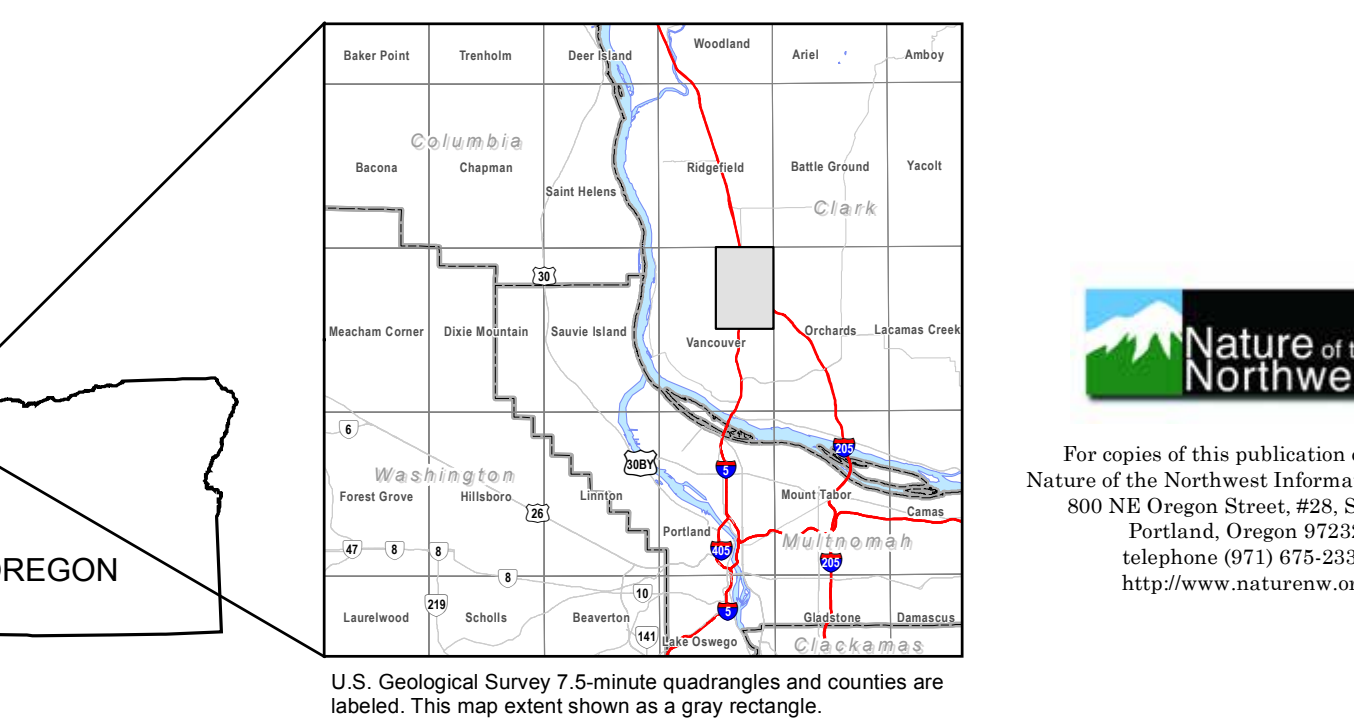 Baker Point
Trenholm
Deer Island
Woodland
Ariel
Amboy
Columbia
Bacona
Chapman
Saint Helens
Ridgefield
Battle Ground
Yacolt
Clark
30
Meacham Corner
Dixie Mountain
Sauvie Island
Vancouver
Orchards
Lacamas Creek
6
30BY
5
205
Washington
Forest Grove
Hillsboro
Linnton
Mount Tabor
26
Portland
Camas
47
8
8
405
Multnomah
205
8
10
219
5
Laurelwood
Scholls
Beaverton
Gladstone
Damascus
141
Lake Oswego
Clackamas
OREGON
U.S. Geological Survey 7.5-minute quadrangles and counties are
labeled. This map extent shown as a gray rectangle.
Nature of
Northwe
For copies of this publication
Nature of the Northwest Informa
800 NE Oregon Street, #28, S
Portland, Oregon 97232
telephone (971) 675-233
http://www.naturenw.or